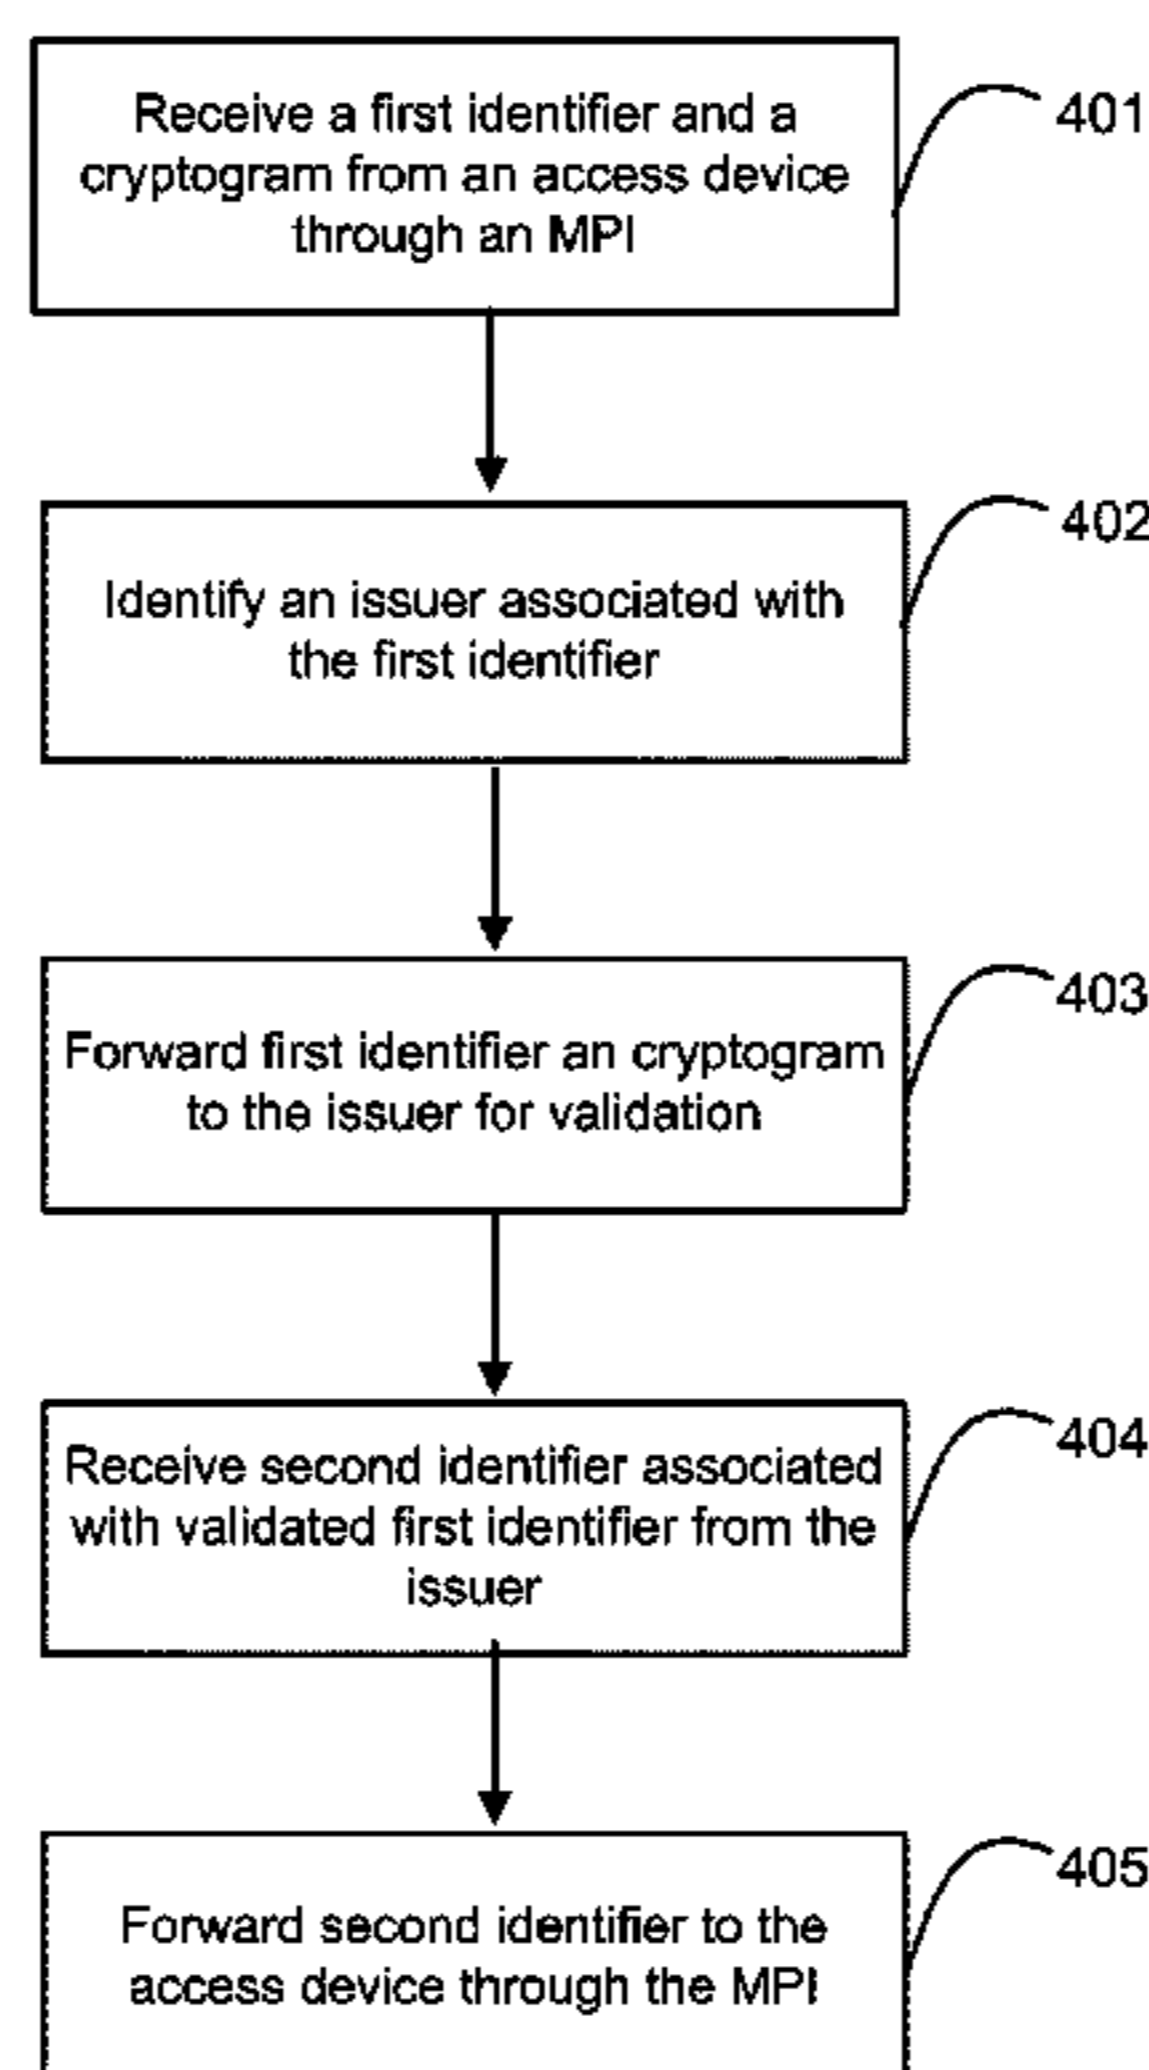 Receive a first identifier and a
cryptogram from an access device
through an MPI
401
Identify an issuer associated with
the first identifier
402
Forward first identifier an cryptogram
to the issuer for validation
403
Receive second identifier associated
with validated first identifier from the
issuer
404
Forward second identifier to the
access device through the MPI
405